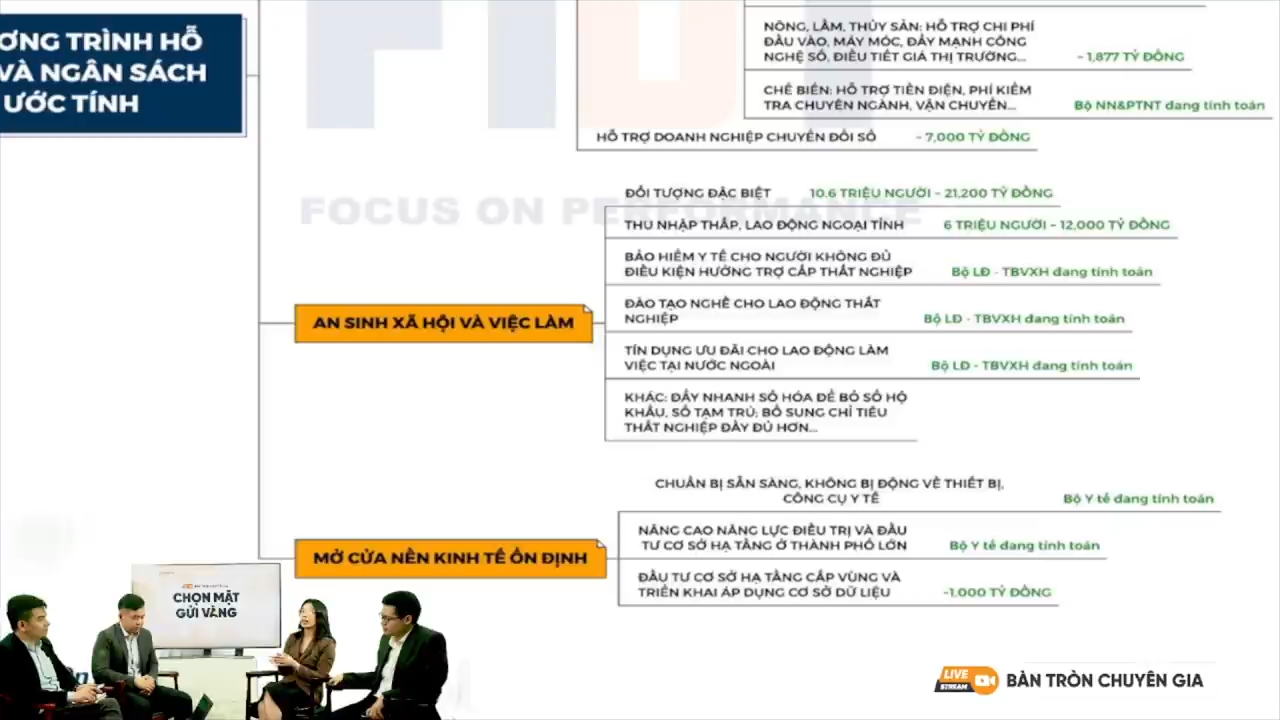 ƯƠNG TRÌNH HỖ
VÀ NGÂN SÁCH
ƯỚC TÍNH
NÔNG, LÂM, THỦY SẢN: HỖ TRỢ CHI PHÍ
ĐẦU VÀO, MÁY MÓC, ĐẨY MẠNH CÔNG
NGHỆ SỐ, ĐIỀU TIẾT GIÁ THỊ TRƯỜNG...
~ 1,877 TỶ ĐỒNG
CHẾ BIẾN: HỖ TRỢ TIỀN ĐIỆN, PHÍ KIỂM
TRA CHUYÊN NGÀNH, VẬN CHUYỂN...
Bộ NN&PTNT đang tính toán
HỖ TRỢ DOANH NGHIỆP CHUYỂN ĐỔI SỐ
~ 7,000 TỶ ĐỒNG
FOCUS ON PERFORMANCE
AN SINH XÃ HỘI VÀ VIỆC LÀM
ĐỐI TƯỢNG ĐẶC BIỆT
10.6 TRIỆU NGƯỜI ~ 21,200 TỶ ĐỒNG
THU NHẬP THẤP, LAO ĐỘNG NGOẠI TỈNH
6 TRIỆU NGƯỜI ~ 12,000 TỶ ĐỒNG
BẢO HIỂM Y TẾ CHO NGƯỜI KHÔNG ĐỦ
ĐIỀU KIỆN HƯỞNG TRỢ CẤP THẤT NGHIỆP
Bộ LĐ - TBVXH đang tính toán
ĐÀO TẠO NGHỀ CHO LAO ĐỘNG THẤT
NGHIỆP
Bộ LĐ - TBVXH đang tính toán
TÍN DỤNG ƯU ĐÃI CHO LAO ĐỘNG LÀM
VIỆC TẠI NƯỚC NGOÀI
Bộ LĐ - TBVXH đang tính toán
KHÁC: ĐẨY NHANH SỐ HÓA ĐỂ BỎ SỔ HỘ
KHẨU, SỔ TẠM TRÚ; BỔ SUNG CHỈ TIÊU
THẤT NGHIỆP ĐẦY ĐỦ HƠN...
MỞ CỬA NỀN KINH TẾ ỔN ĐỊNH
CHUẨN BỊ SẴN SÀNG, KHÔNG BỊ ĐỘNG VỀ THIẾT BỊ,
CÔNG CỤ Y TẾ
Bộ Y tế đang tính toán
NÂNG CAO NĂNG LỰC ĐIỀU TRỊ VÀ ĐẦU
TƯ CƠ SỞ HẠ TẦNG Ở THÀNH PHỐ LỚN
Bộ Y tế đang tính toán
ĐẦU TƯ CƠ SỞ HẠ TẦNG CẤP VÙNG VÀ
TRIỂN KHAI ÁP DỤNG CƠ SỞ DỮ LIỆU
~1.000 TỶ ĐỒNG
CHỌN MẶT
GỬI VÀNG
LIVE
STREAM
BÀN TRÒN CHUYÊN GIA